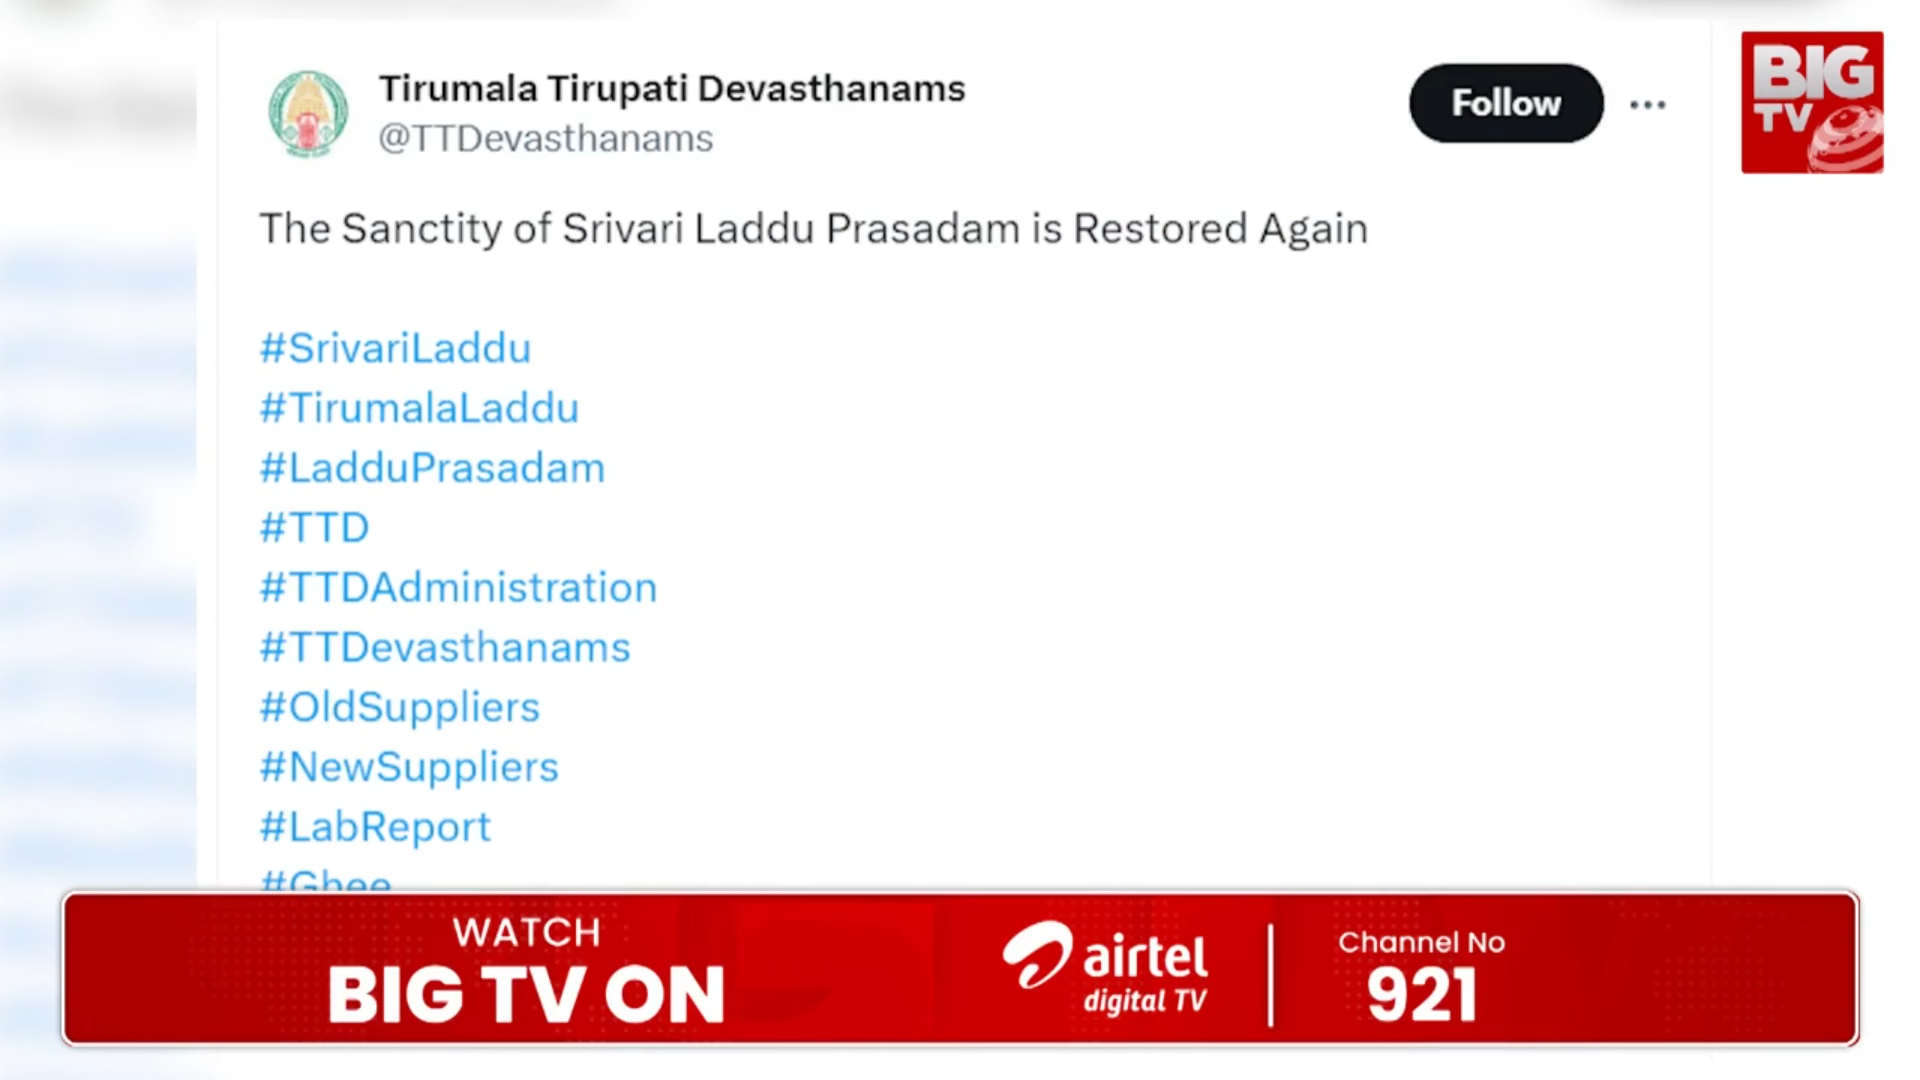 Tirumala Tirupati Devasthanams
@TTDevasthanams
Follow
BIG
TV
The Sanctity of Srivari Laddu Prasadam is Restored Again
#SrivariLaddu
#TirumalaLaddu
#LadduPrasadam
#TTD
#TTDAdministration
#TTDevasthanams
#OldSuppliers
#NewSuppliers
#LabReport
#Ghee
WATCH
BIG TV ON
airtel
digital TV
Channel No
921